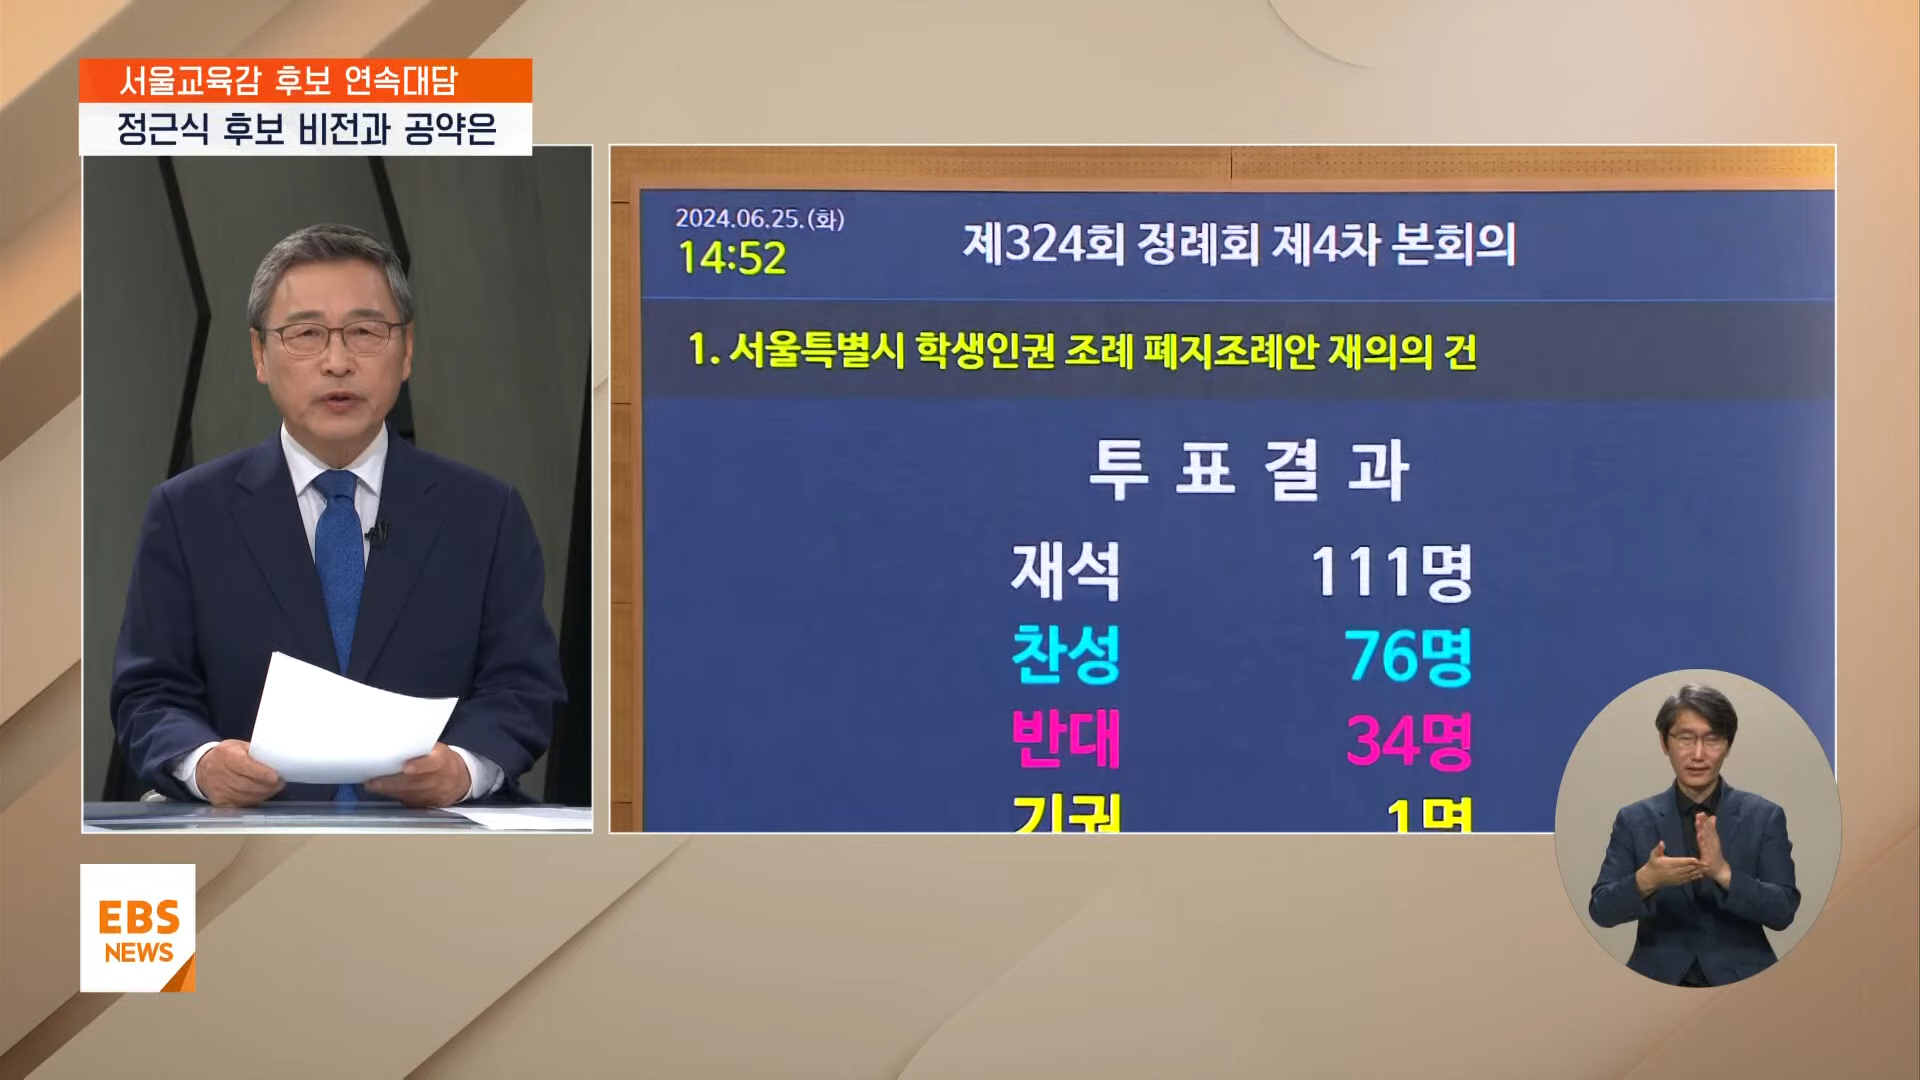 서울교육감 후보 연속대담
정근식 후보 비전과 공약은
2024.06.25.(화)
14:52
제324회 정례회 제4차 본회의
1. 서울특별시 학생인권 조례 폐지조례안 재의의 건
투표결과
재석 111명
찬성 76명
반대 34명
기권 1명
EBS
NEWS